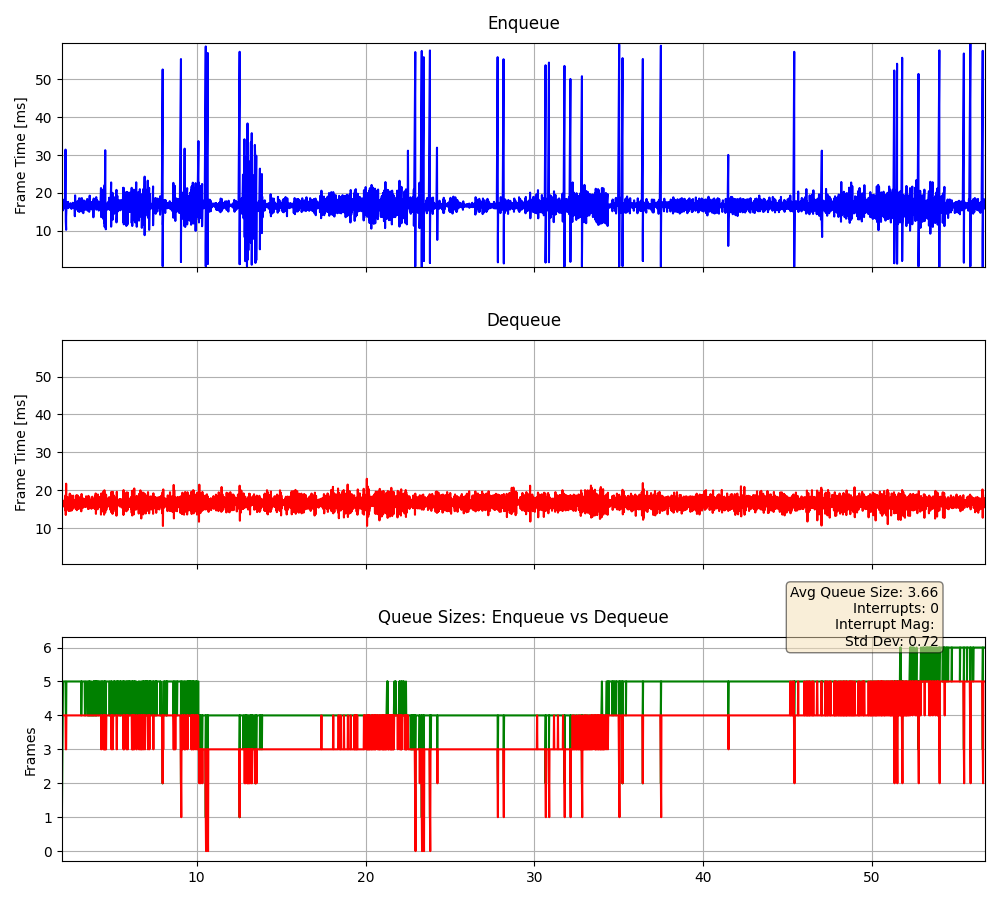 Enqueue
Frame Time [ms]
50
40
30
20
10
Dequeue
Frame Time [ms]
50
40
30
20
10
Avg Queue Size: 3.66
Interrupts: 0
Interrupt Mag:
Std Dev: 0.72
Queue Sizes: Enqueue vs Dequeue
Frames
6
5
4
3
2
1
0
10 20 30 40 50